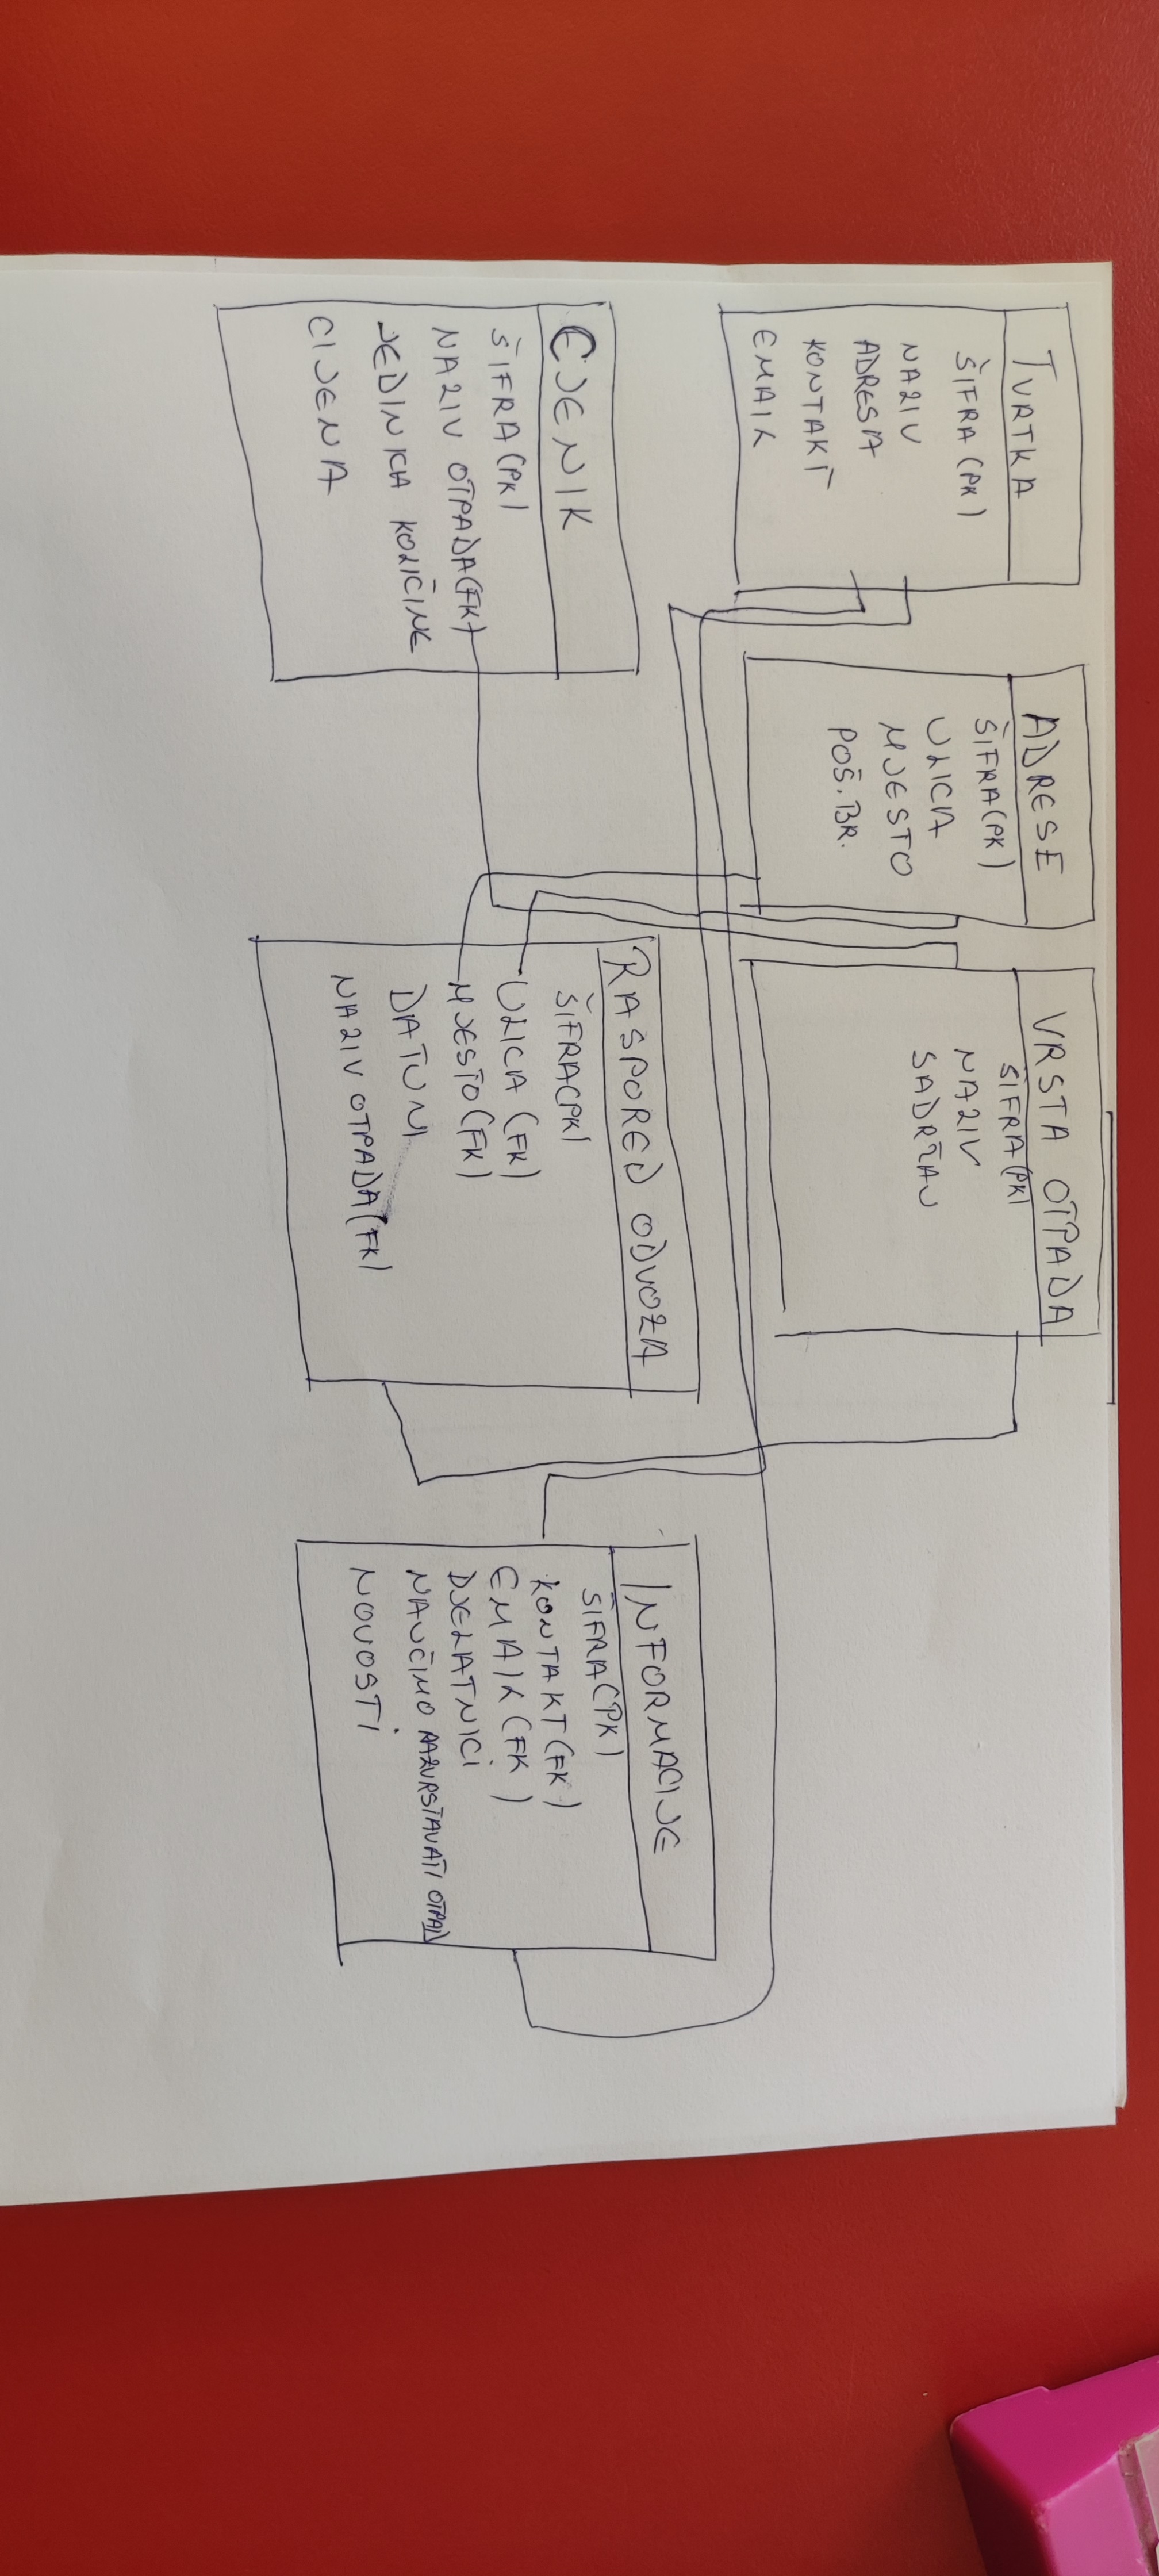 TVRTKA
ŠIFRA (PK)
NAZIV
ADRESA
KONTAKT
EMAIL
ADRESE
ŠIFRA(PK)
ULICA
MJESTO
POŠ. BR.
VRSTA OTPADA
ŠIFRA(PK)
NAZIV
SADRŽAJ
CJENIK
ŠIFRA (PK)
NAZIV OTPADA(FK)
JEDINICA KOLIČINE
CIJENA
RASPORED ODVOZA
ŠIFRA(PK)
ULICA (FK)
MJESTO(FK)
DATUM
NAZIV OTPADA(FK)
INFORMACIJE
ŠIFRA(PK)
KONTAKT(FK)
EMAIL(FK)
DJELATNICI
NAUČIMO RAZVRSTAVATI OTPAD
NOVOSTI